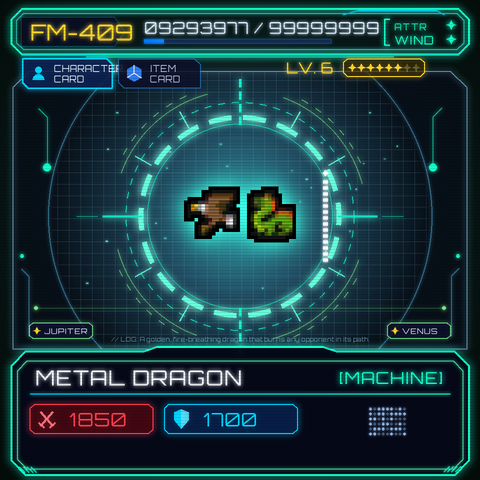 FM-409
09293977 / 99999999
ATTR
WIND
CHARACTER
CARD
ITEM
CARD
LV. 6
JUPITER
VENUS
// LOG: A golden, fire-breathing dragon that burns any opponent in its path.
METAL DRAGON
[MACHINE]
1850
1700